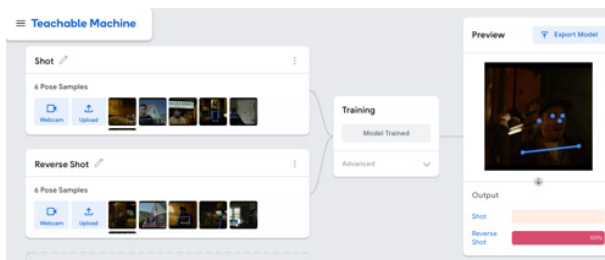 Teachable Machine
Shot
6 Pose Samples
Webcam
Upload
Reverse Shot
6 Pose Samples
Webcam
Upload
Training
Model Trained
Advanced
Preview
Export Model
Output
Shot
Reverse
Shot
100%